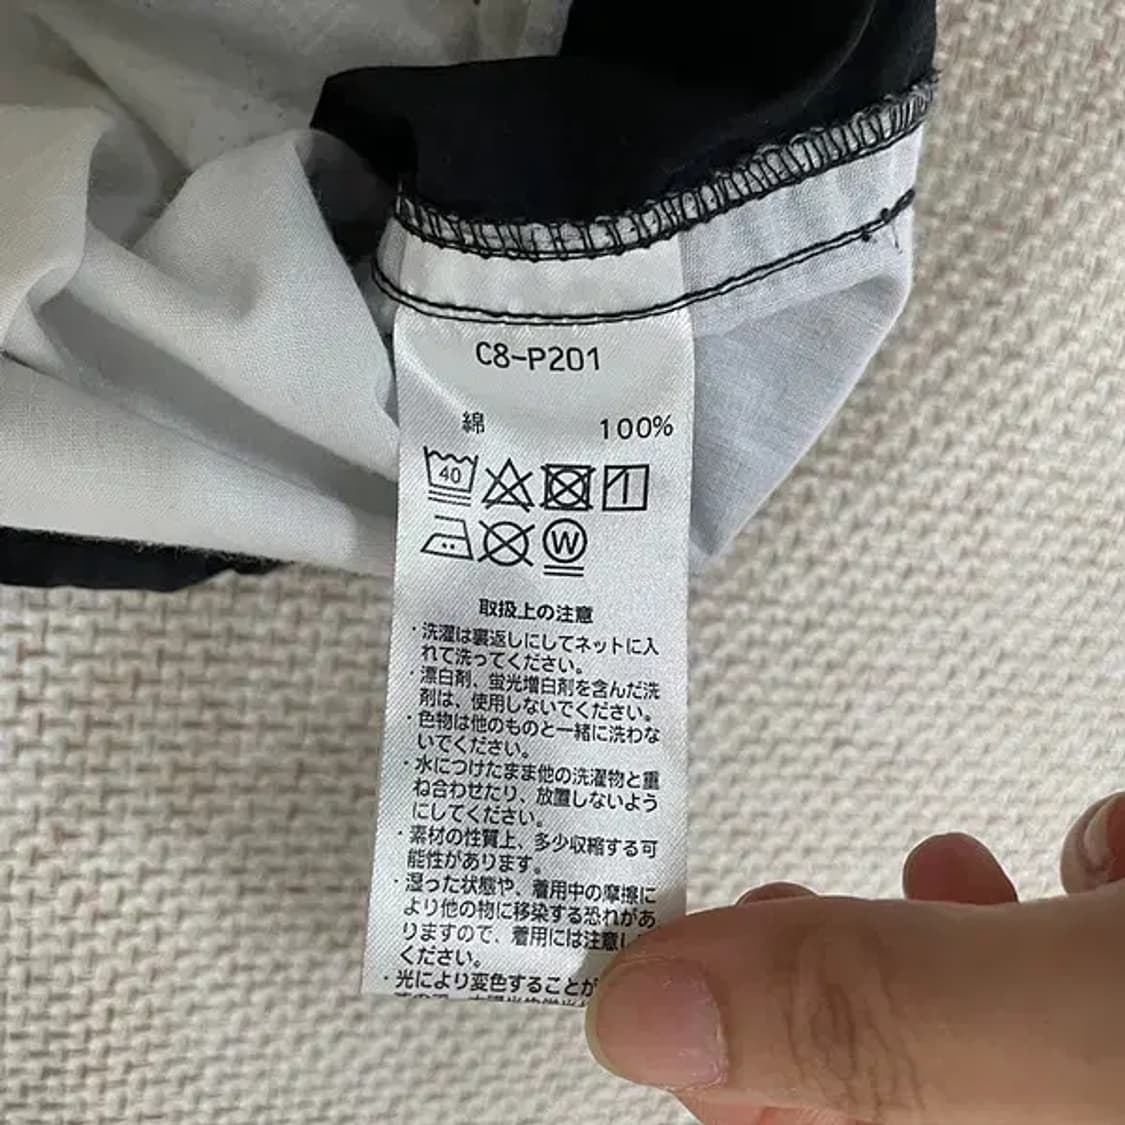 C8-P201
綿 100%
40
W
取扱上の注意
・洗濯は裏返しにしてネットに入
れて洗ってください。
・漂白剤、蛍光増白剤を含んだ洗
剤は、使用しないでください。
・色物は他のものと一緒に洗わな
いでください。
・水につけたまま他の洗濯物と重
ね合わせたり、放置しないよう
にしてください。
・素材の性質上、多少収縮する可
能性があります。
・湿った状態や、着用中の摩擦に
より他の物に移染する恐れがあ
りますので、着用には注意し
ください。
・光により変色することが